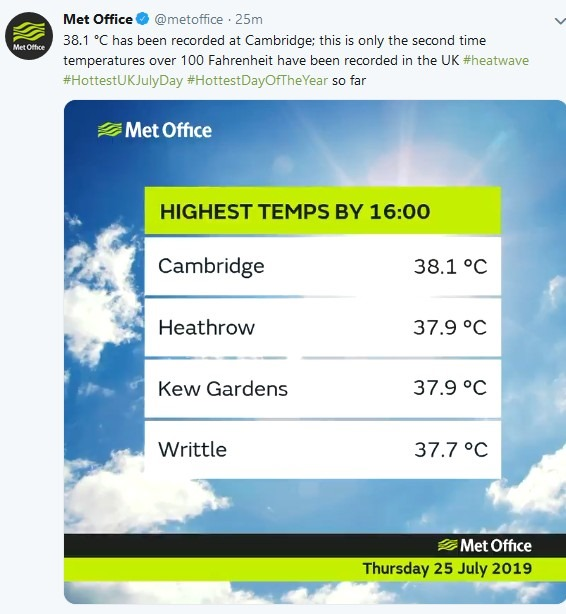 Met Office @metoffice · 25m
Met Office
38.1 °C has been recorded at Cambridge; this is only the second time
temperatures over 100 Fahrenheit have been recorded in the UK #heatwave
#HottestUKJulyDay #HottestDayOfTheYear so far
Met Office
HIGHEST TEMPS BY 16:00
Cambridge 38.1 °C
Heathrow 37.9 °C
Kew Gardens 37.9 °C
Writtle 37.7 °C
Met Office
Thursday 25 July 2019